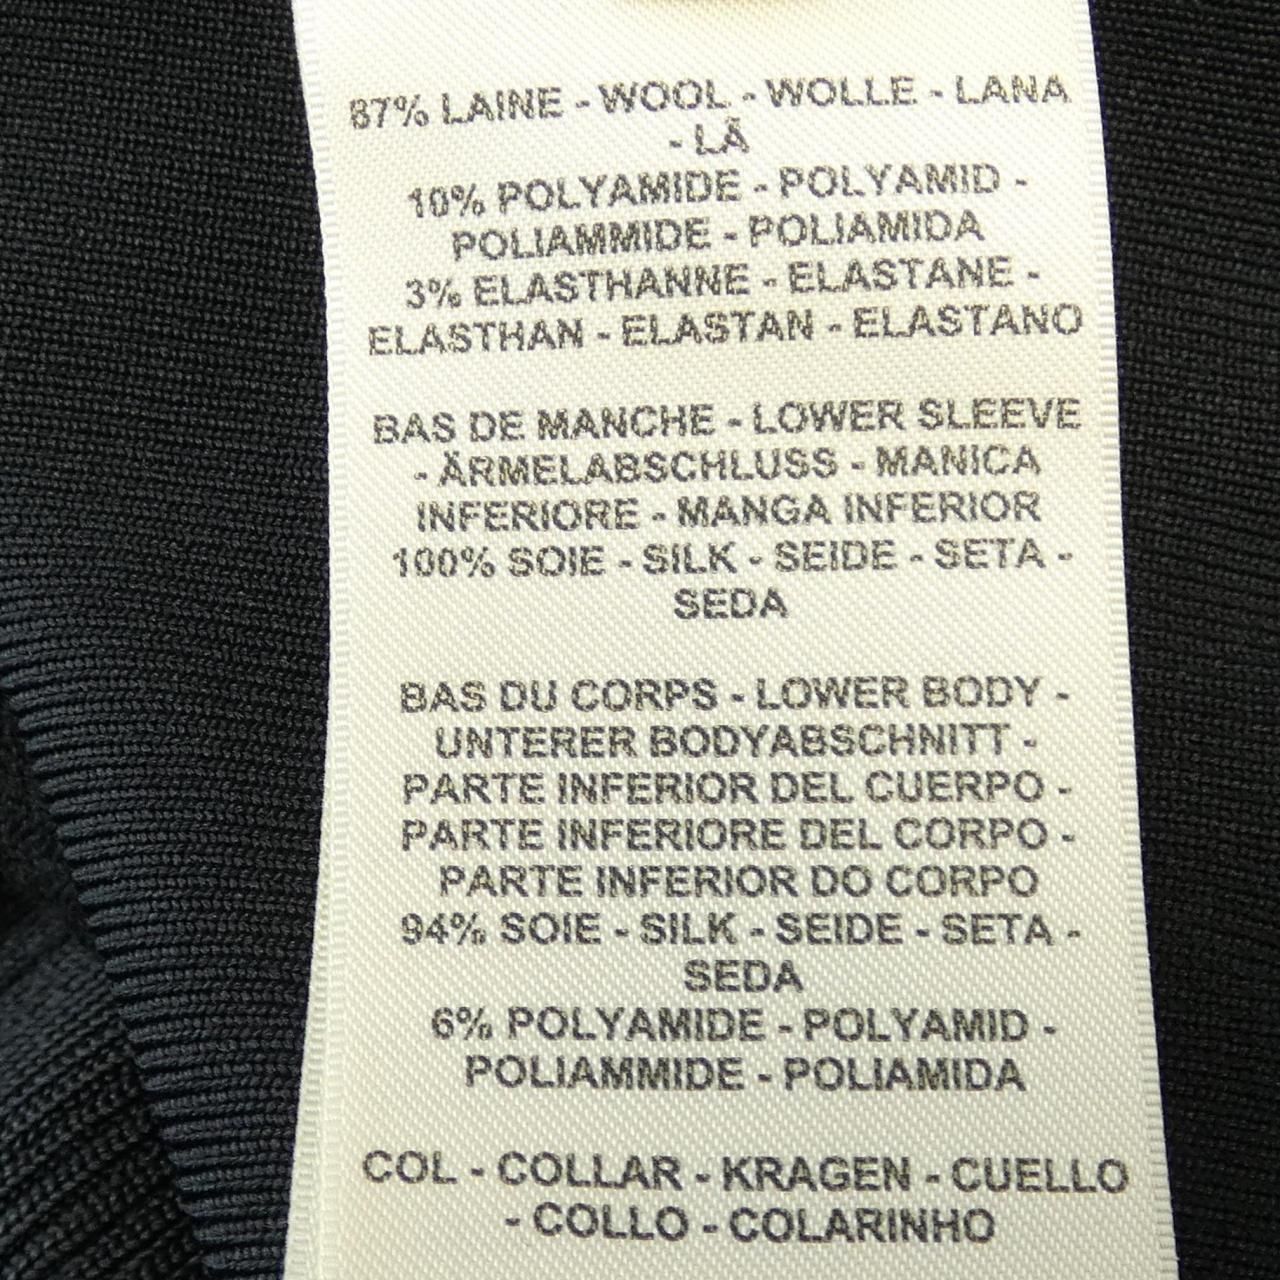 87% LAINE - WOOL - WOLLE - LANA
- LÃ
10% POLYAMIDE - POLYAMID -
POLIAMMIDE - POLIAMIDA
3% ELASTHANNE - ELASTANE -
ELASTHAN - ELASTAN - ELASTANO
BAS DE MANCHE - LOWER SLEEVE
- ÄRMELABSCHLUSS - MANICA
INFERIORE - MANGA INFERIOR
100% SOIE - SILK - SEIDE - SETA -
SEDA
BAS DU CORPS - LOWER BODY -
UNTERER BODYABSCHNITT -
PARTE INFERIOR DEL CUERPO -
PARTE INFERIORE DEL CORPO -
PARTE INFERIOR DO CORPO
94% SOIE - SILK - SEIDE - SETA -
SEDA
6% POLYAMIDE - POLYAMID -
POLIAMMIDE - POLIAMIDA
COL - COLLAR - KRAGEN - CUELLO
- COLLO - COLARINHO